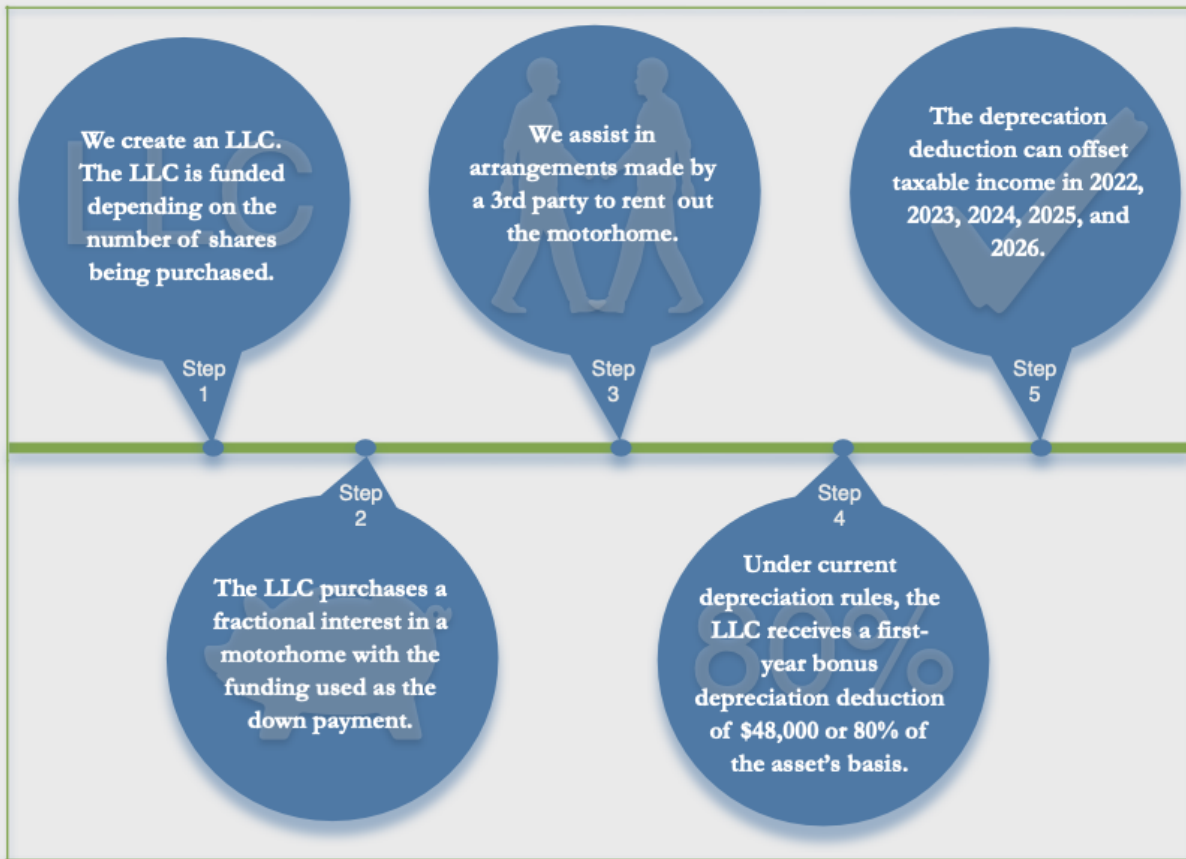 We create an LLC.
The LLC is funded
depending on the
number of shares
being purchased.
LLC
Step
1
Step
2
The LLC purchases a
fractional interest in a
motorhome with the
funding used as the
down payment.
We assist in
arrangements made by
a 3rd party to rent out
the motorhome.
Step
3
Step
4
Under current
depreciation rules, the
LLC receives a first-
year bonus
depreciation deduction
of $48,000 or 80% of
the asset's basis.
80%
The deprecation
deduction can offset
taxable income in 2022,
2023, 2024, 2025, and
2026.
Step
5